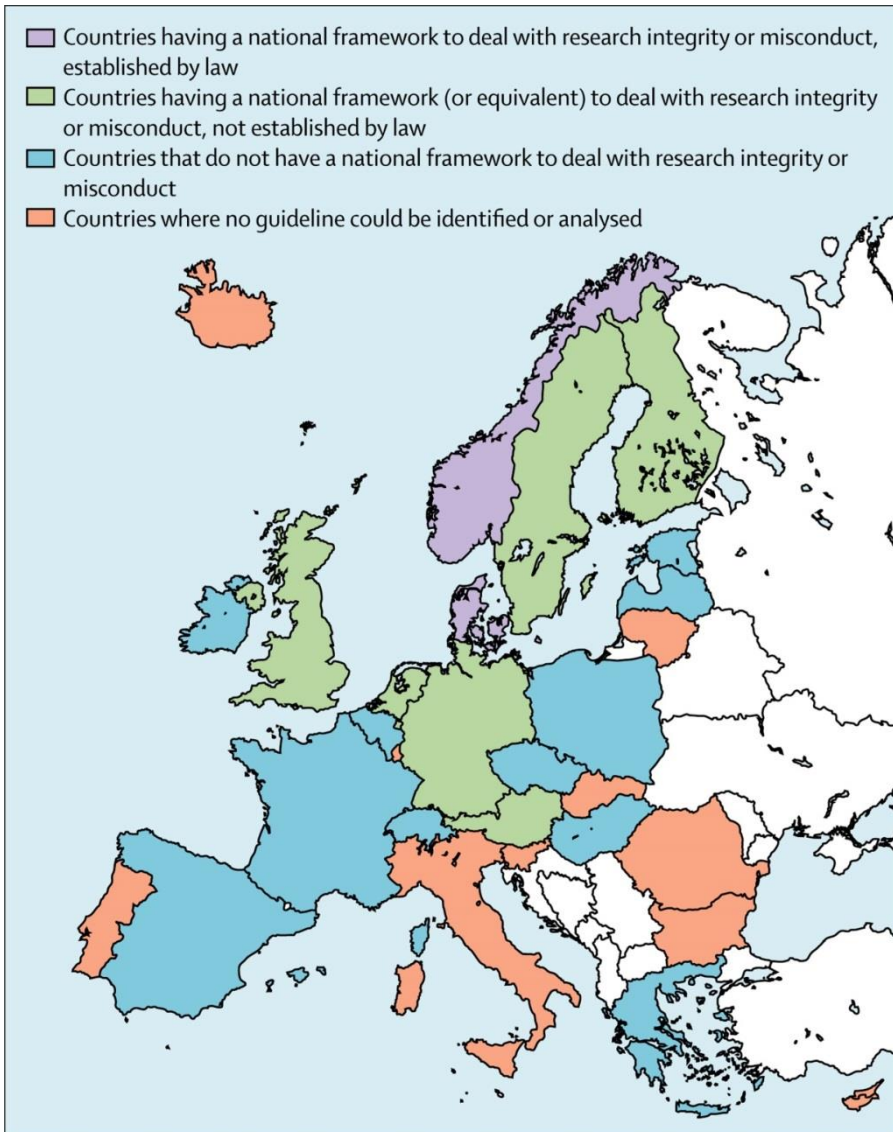 Countries having a national framework to deal with research integrity or misconduct,
established by law
Countries having a national framework (or equivalent) to deal with research integrity
or misconduct, not established by law
Countries that do not have a national framework to deal with research integrity or
misconduct
Countries where no guideline could be identified or analysed